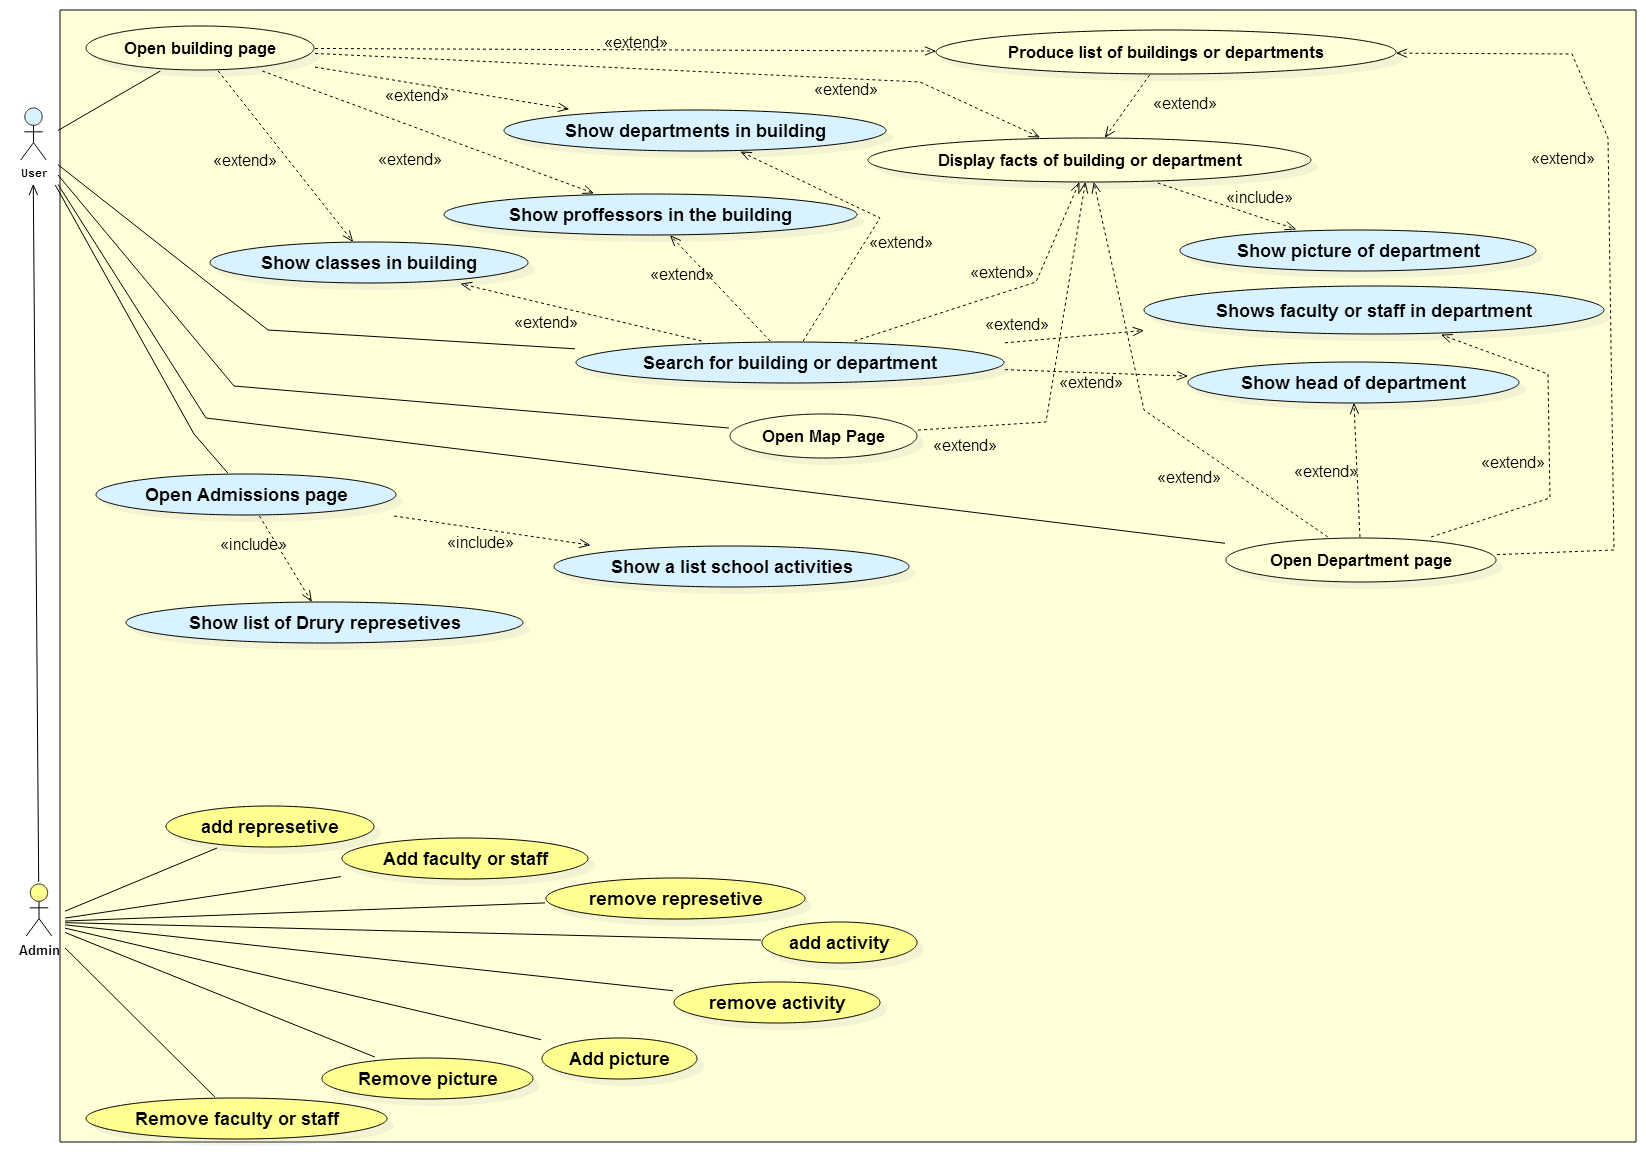 Open building page
«extend»
Produce list of buildings or departments
«extend»
«extend»
«extend»
Show departments in building
User
«extend»
«extend»
Display facts of building or department
«extend»
«include»
Show proffessors in the building
Show classes in building
«extend»
«extend»
«extend»
Show picture of department
«extend»
«extend»
Shows faculty or staff in department
Search for building or department
«extend»
Show head of department
Open Map Page
«extend»
«extend»
«extend»
«extend»
Open Admissions page
«include»
«include»
Show a list school activities
Open Department page
Show list of Drury represetives
add represetive
Add faculty or staff
remove represetive
Admin
add activity
remove activity
Add picture
Remove picture
Remove faculty or staff